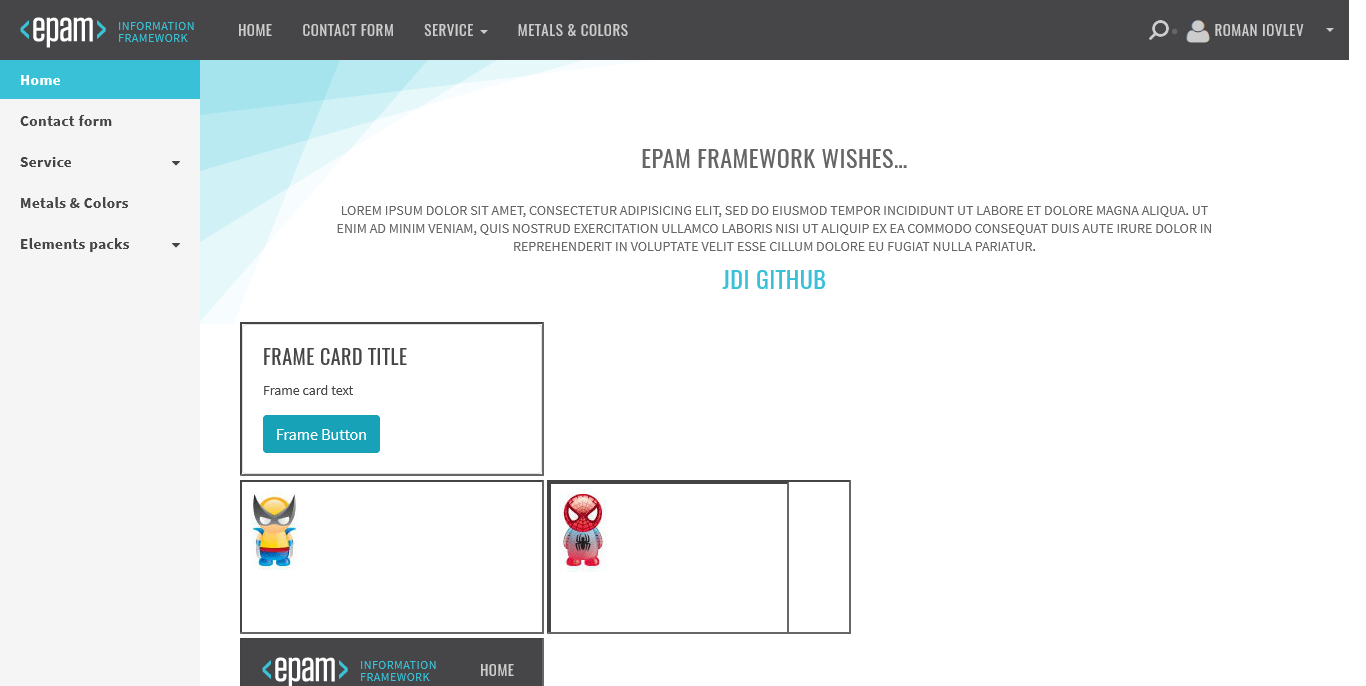 <epam> INFORMATION FRAMEWORK
HOME CONTACT FORM SERVICE METALS & COLORS ROMAN IOVLEV
Home
Contact form
Service
Metals & Colors
Elements packs
EPAM FRAMEWORK WISHES…
LOREM IPSUM DOLOR SIT AMET, CONSECTETUR ADIPISICING ELIT, SED DO EIUSMOD TEMPOR INCIDIDUNT UT LABORE ET DOLORE MAGNA ALIQUA. UT
ENIM AD MINIM VENIAM, QUIS NOSTRUD EXERCITATION ULLAMCO LABORIS NISI UT ALIQUIP EX EA COMMODO CONSEQUAT DUIS AUTE IRURE DOLOR IN
REPREHENDERIT IN VOLUPTATE VELIT ESSE CILLUM DOLORE EU FUGIAT NULLA PARIATUR.
JDI GITHUB
FRAME CARD TITLE
Frame card text
Frame Button
<epam> INFORMATION FRAMEWORK
HOME